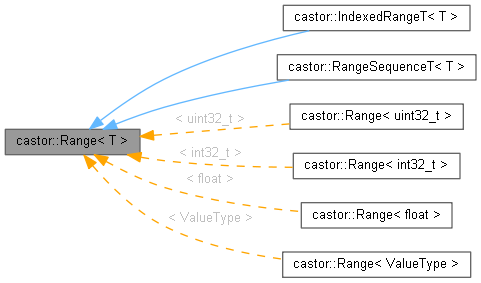 castor::IndexedRangeT< T >
castor::RangeSequenceT< T >
< uint32_t >
castor::Range< uint32_t >
castor::Range< T >
< int32_t >
castor::Range< int32_t >
< float >
castor::Range< float >
< ValueType >
castor::Range< ValueType >